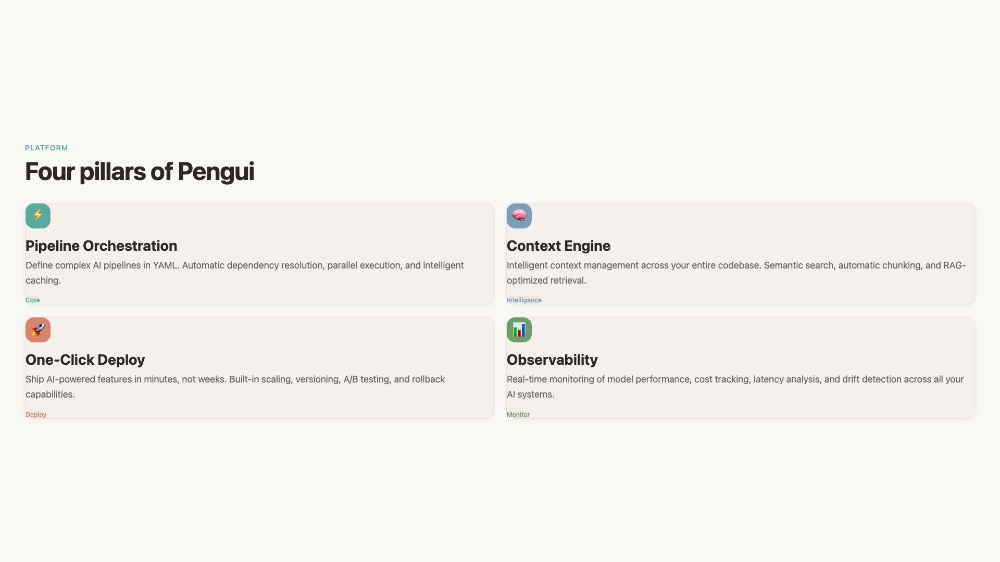 PLATFORM
Four pillars of Pengui
Pipeline Orchestration
Define complex AI pipelines in YAML. Automatic dependency resolution, parallel execution, and intelligent
caching.
Core
Context Engine
Intelligent context management across your entire codebase. Semantic search, automatic chunking, and RAG-
optimized retrieval.
Intelligence
One-Click Deploy
Ship AI-powered features in minutes, not weeks. Built-in scaling, versioning, A/B testing, and rollback
capabilities.
Deploy
Observability
Real-time monitoring of model performance, cost tracking, latency analysis, and drift detection across all your
AI systems.
Monitor